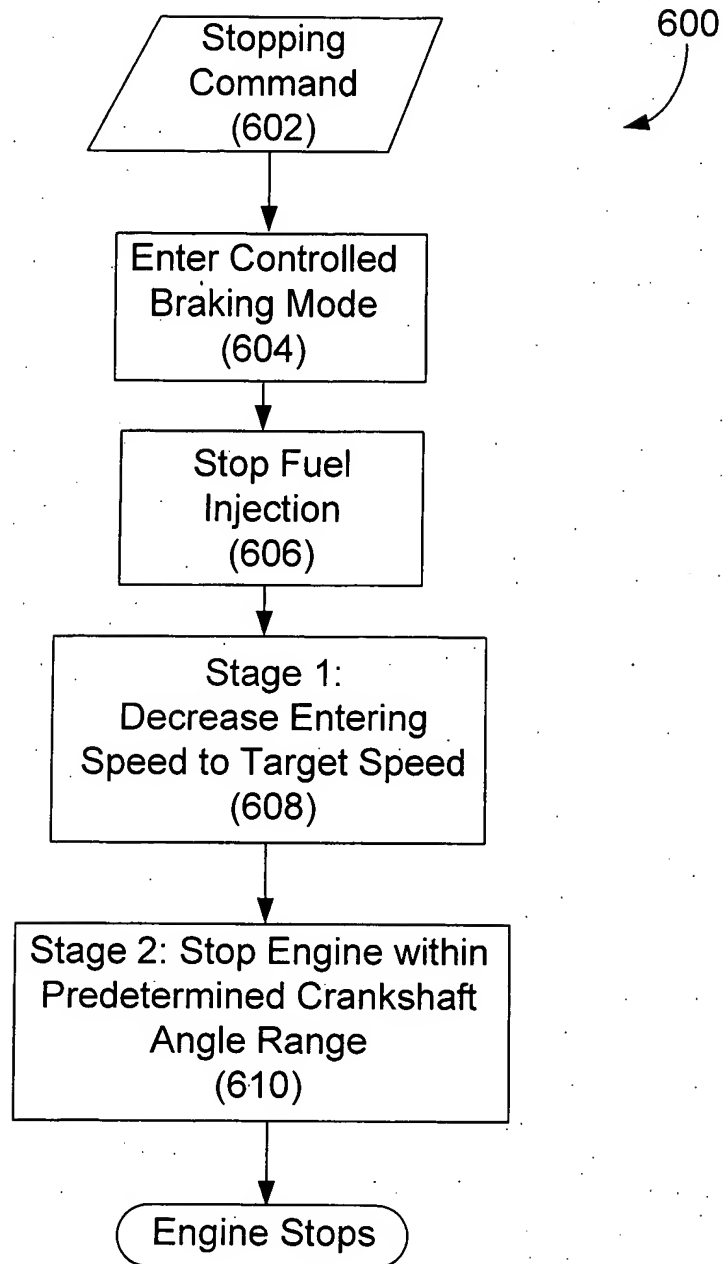 600
Stopping
Command
(602)
Enter Controlled
Braking Mode
(604)
Stop Fuel
Injection
(606)
Stage 1:
Decrease Entering
Speed to Target Speed
(608)
Stage 2: Stop Engine within
Predetermined Crankshaft
Angle Range
(610)
Engine Stops